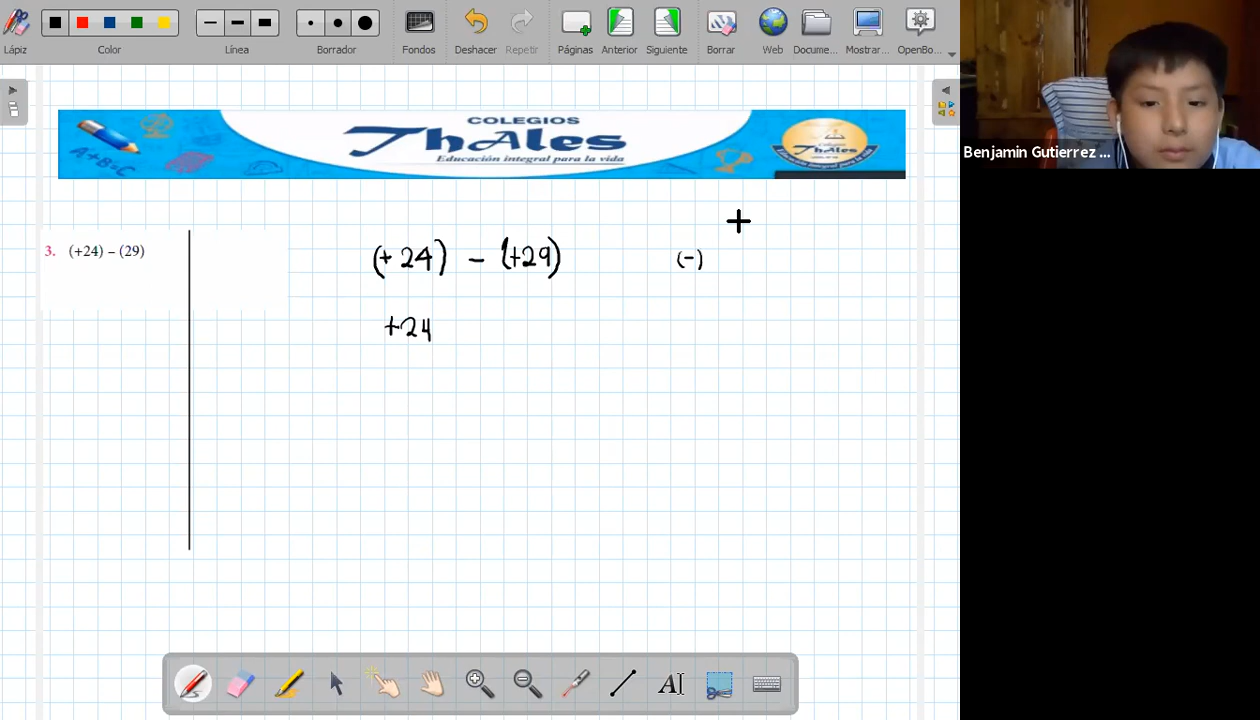 Lápiz
Color
Línea
Borrador
Fondos
Deshacer
Repetir
Páginas
Anterior
Siguiente
Borrar
Web
Docume...
Mostrar...
OpenBo...
COLEGIOS
Thales
Educación integral para la vida
A+B=C
Benjamin Gutierrez ...
+
3. (+24) – (29)
(+24) - (+29)
(-)
+24
AI